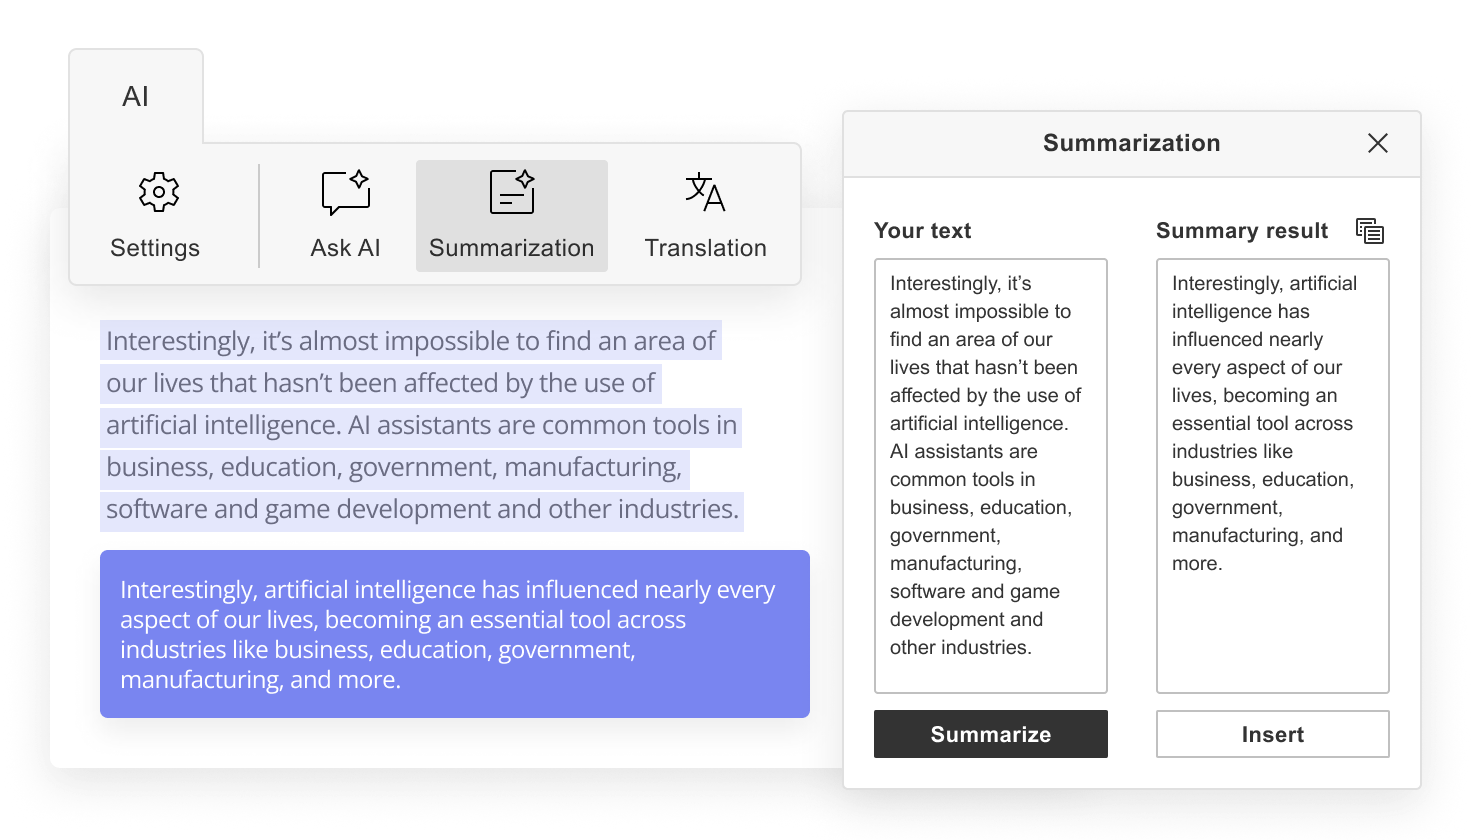 AI
Settings
Ask AI
Summarization
Translation
Interestingly, it’s almost impossible to find an area of
our lives that hasn’t been affected by the use of
artificial intelligence. AI assistants are common tools in
business, education, government, manufacturing,
software and game development and other industries.
Interestingly, artificial intelligence has influenced nearly every
aspect of our lives, becoming an essential tool across
industries like business, education, government,
manufacturing, and more.
Summarization
Your text
Interestingly, it’s
almost impossible to
find an area of our
lives that hasn’t been
affected by the use of
artificial intelligence.
AI assistants are
common tools in
business, education,
government,
manufacturing,
software and game
development and
other industries.
Summarize
Summary result
Interestingly, artificial
intelligence has
influenced nearly
every aspect of our
lives, becoming an
essential tool across
industries like
business, education,
government,
manufacturing, and
more.
Insert